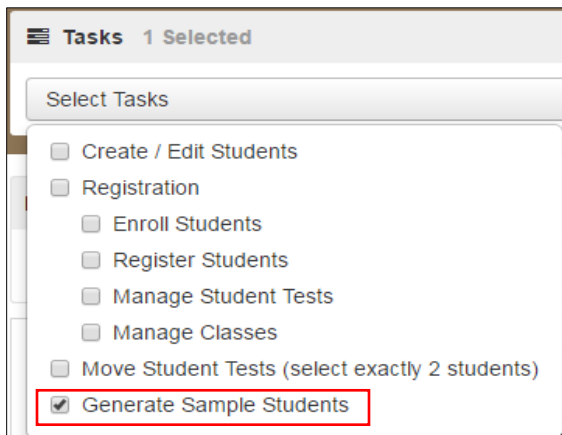 Tasks 1 Selected
Select Tasks
Create / Edit Students
Registration
Enroll Students
Register Students
Manage Student Tests
Manage Classes
Move Student Tests (select exactly 2 students)
Generate Sample Students